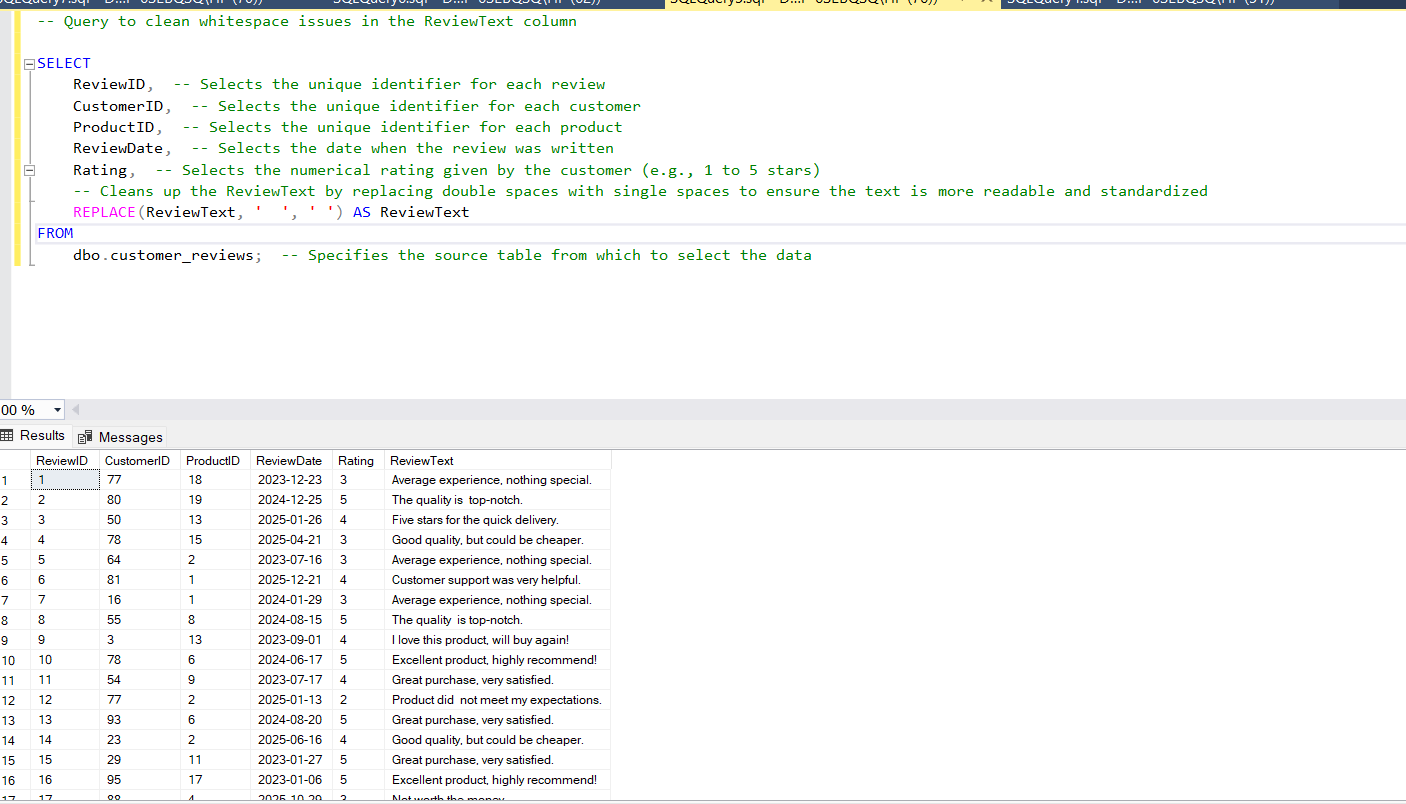 -- Query to clean whitespace issues in the ReviewText column
SELECT
ReviewID,  -- Selects the unique identifier for each review
CustomerID,  -- Selects the unique identifier for each customer
ProductID,  -- Selects the unique identifier for each product
ReviewDate,  -- Selects the date when the review was written
Rating,  -- Selects the numerical rating given by the customer (e.g., 1 to 5 stars)
-- Cleans up the ReviewText by replacing double spaces with single spaces to ensure the text is more readable and standardized
REPLACE(ReviewText, '  ', ' ') AS ReviewText
FROM
dbo.customer_reviews;  -- Specifies the source table from which to select the data
00 %
Results Messages
ReviewID CustomerID ProductID ReviewDate Rating ReviewText
1 1 77 18 2023-12-23 3 Average experience, nothing special.
2 2 80 19 2024-12-25 5 The quality is  top-notch.
3 3 50 13 2025-01-26 4 Five stars for the quick delivery.
4 4 78 15 2025-04-21 3 Good quality, but could be cheaper.
5 5 64 2 2023-07-16 3 Average experience, nothing special.
6 6 81 1 2025-12-21 4 Customer support was very helpful.
7 7 16 1 2024-01-29 3 Average experience, nothing special.
8 8 55 8 2024-08-15 5 The quality  is top-notch.
9 9 3 13 2023-09-01 4 I love this product, will buy again!
10 10 78 6 2024-06-17 5 Excellent product, highly recommend!
11 11 54 9 2023-07-17 4 Great purchase, very satisfied.
12 12 77 2 2025-01-13 2 Product did  not meet my expectations.
13 13 93 6 2024-08-20 5 Great purchase, very satisfied.
14 14 23 2 2025-06-16 4 Good quality, but could be cheaper.
15 15 29 11 2023-01-27 5 Great purchase, very satisfied.
16 16 95 17 2023-01-06 5 Excellent product, highly recommend!
17 17 88 4 2025-10-29 3 Not worth the money